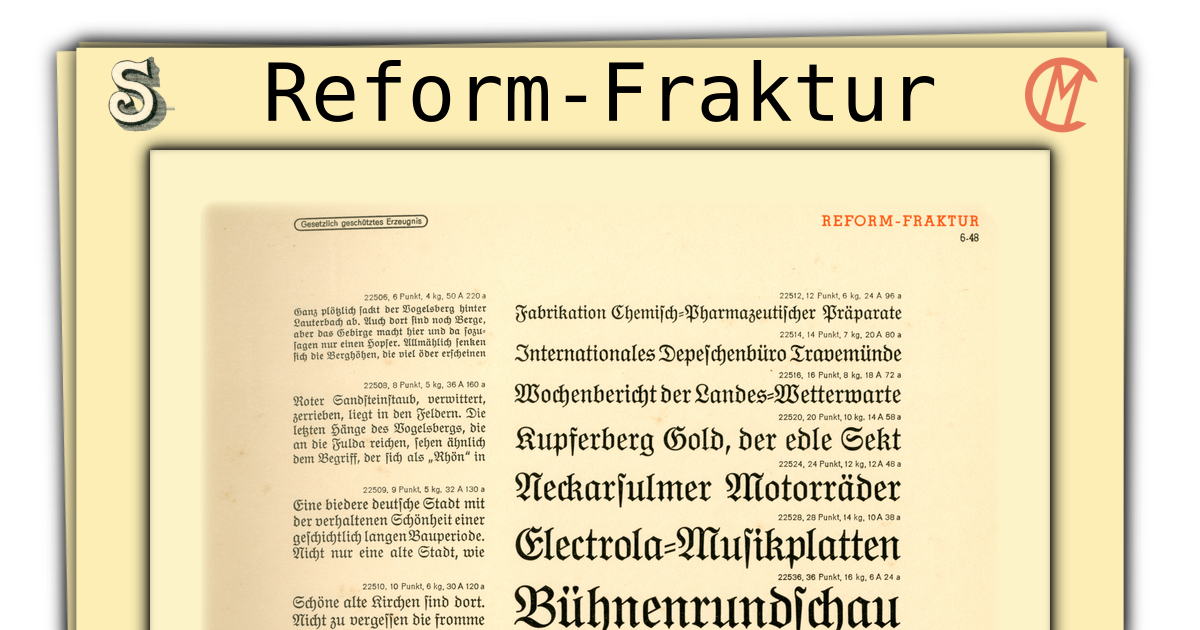 Reform-Fraktur
Gesetzlich geschütztes Erzeugnis
REFORM-FRAKTUR
6-48
22506, 6 Punkt, 4 kg, 50 A 220 a
Ganz plötzlich sackt der Vogelsberg hinter
Lauterbach ab. Auch dort sind noch Berge,
aber das Gebirge macht hier und da sozu-
sagen nur einen Hopser. Allmählich senken
sich die Berghöhen, die viel öder erscheinen
22508, 8 Punkt, 5 kg, 36 A 160 a
Roter Sandsteinstaub, verwittert,
zerrieben, liegt in den Feldern. Die
letzten Hänge des Vogelsbergs, die
an die Fulda reichen, sehen ähnlich
dem Begriff, der sich als „Rhön“ in
22509, 9 Punkt, 5 kg, 32 A 130 a
Eine biedere deutsche Stadt mit
der verhaltenen Schönheit einer
geschichtlich langen Bauperiode.
Nicht nur eine alte Stadt, wie
22510, 10 Punkt, 6 kg, 30 A 120 a
Schöne alte Kirchen sind dort.
Nicht zu vergessen die fromme
22512, 12 Punkt, 6 kg, 24 A 96 a
Fabrikation Chemisch-Pharmazeutischer Präparate
22514, 14 Punkt, 7 kg, 20 A 80 a
Internationales Depeschenbüro Travemünde
22516, 16 Punkt, 8 kg, 18 A 72 a
Wochenbericht der Landes-Wetterwarte
22520, 20 Punkt, 10 kg. 14 A 58 a
Kupferberg Gold, der edle Sekt
22524, 24 Punkt, 12 kg, 12 A 48 a
Neckarsulmer Motorräder
22528, 28 Punkt, 14 kg, 10 A 38 a
Electrola-Musikplatten
22536, 36 Punkt, 16 kg, 6 A 24 a
Bühnenrundschau